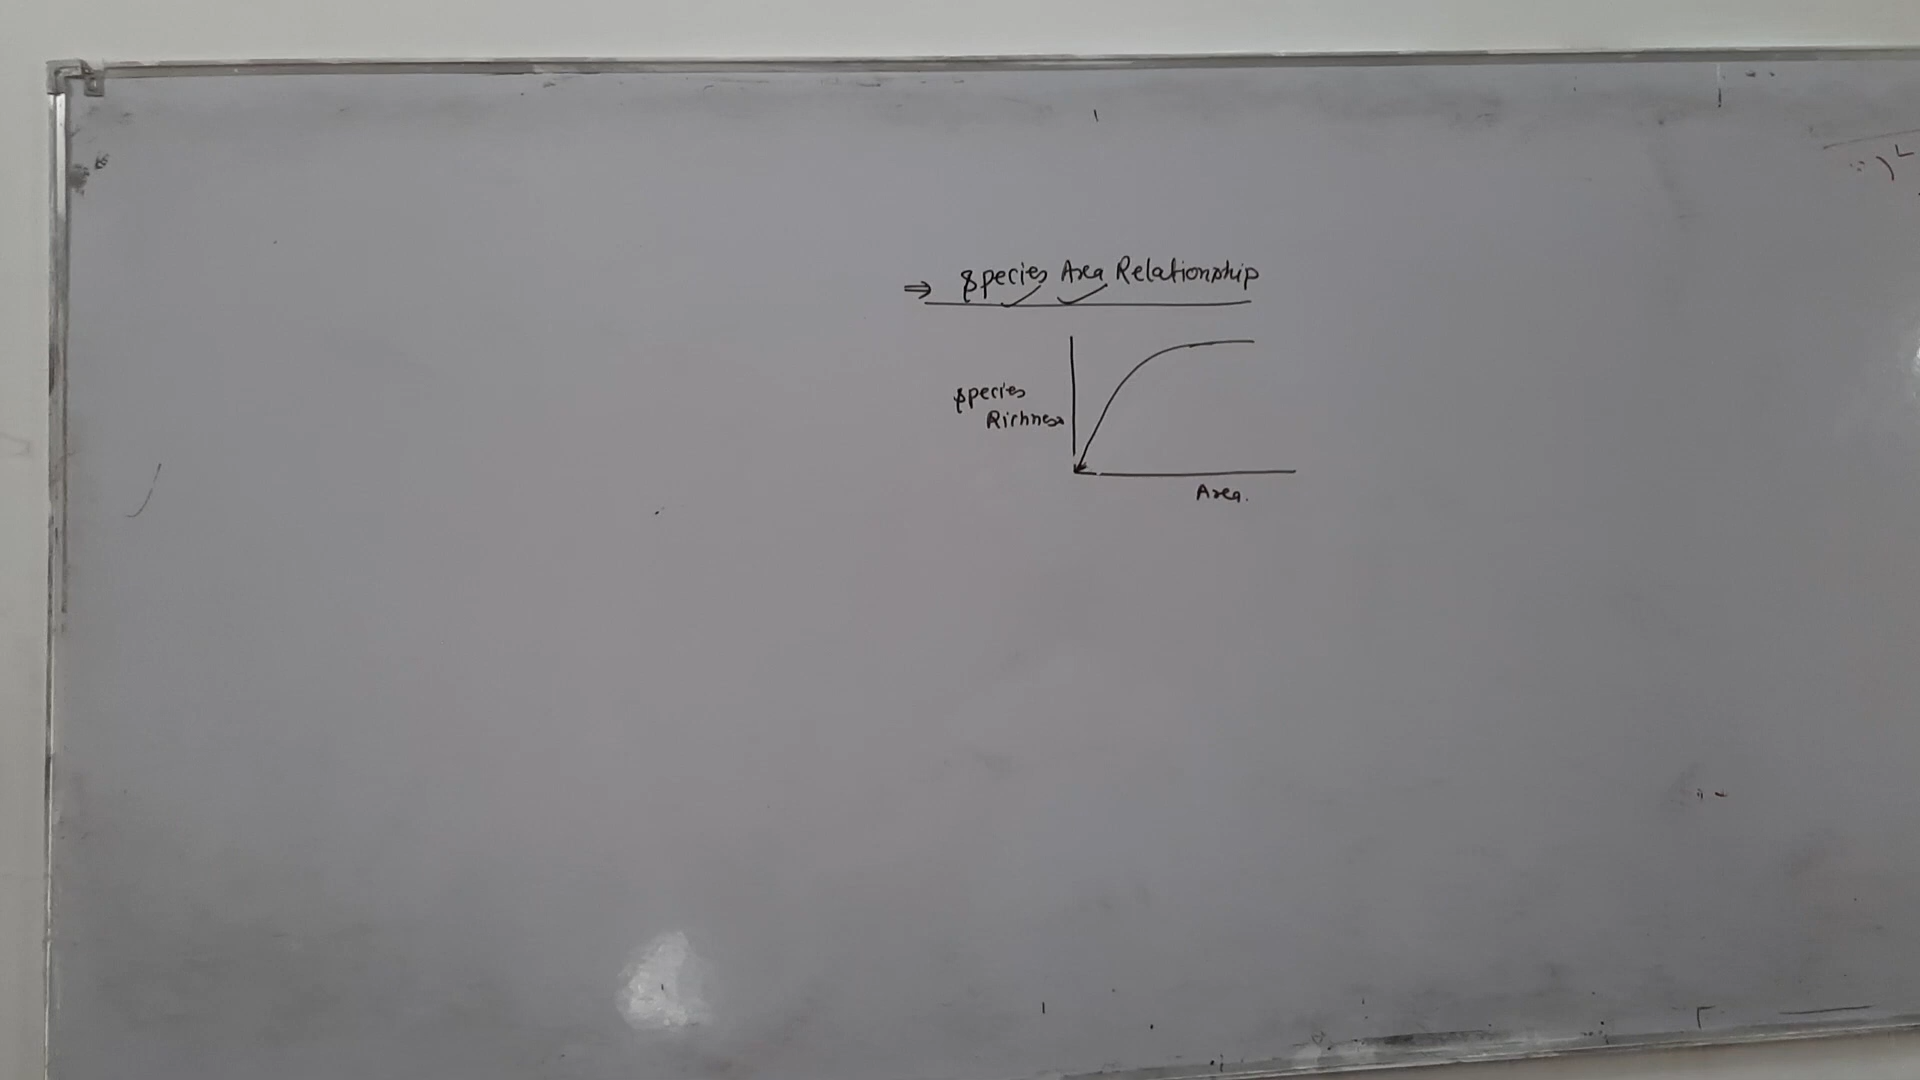 ⇒ Species Area Relationship
Species
Richness
Area.